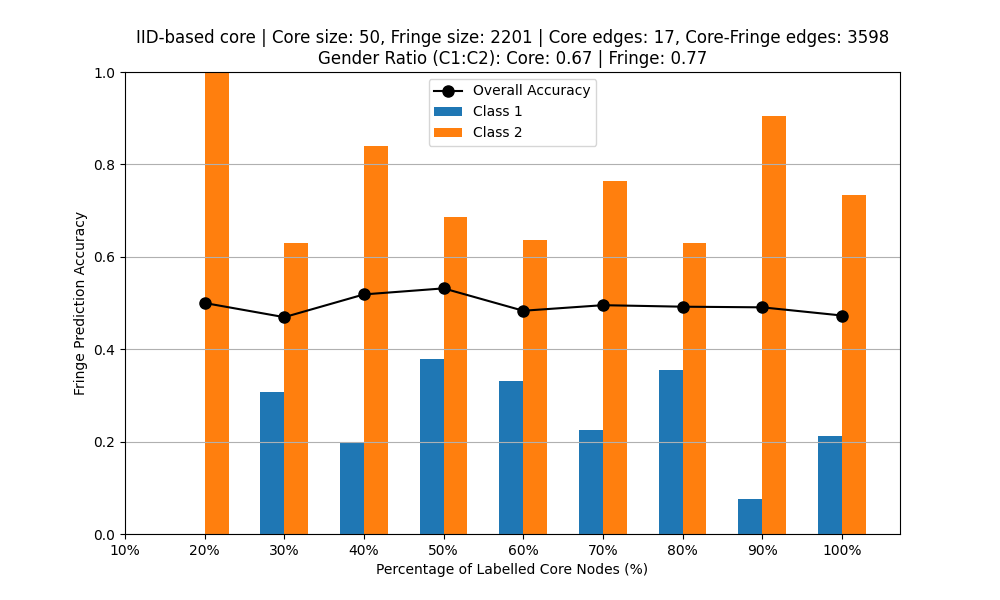 IID-based core | Core size: 50, Fringe size: 2201 | Core edges: 17, Core-Fringe edges: 3598
Gender Ratio (C1:C2): Core: 0.67 | Fringe: 0.77
Overall Accuracy
Class 1
Class 2
Fringe Prediction Accuracy
1.0
0.8
0.6
0.4
0.2
0.0
10% 20% 30% 40% 50% 60% 70% 80% 90% 100%
Percentage of Labelled Core Nodes (%)